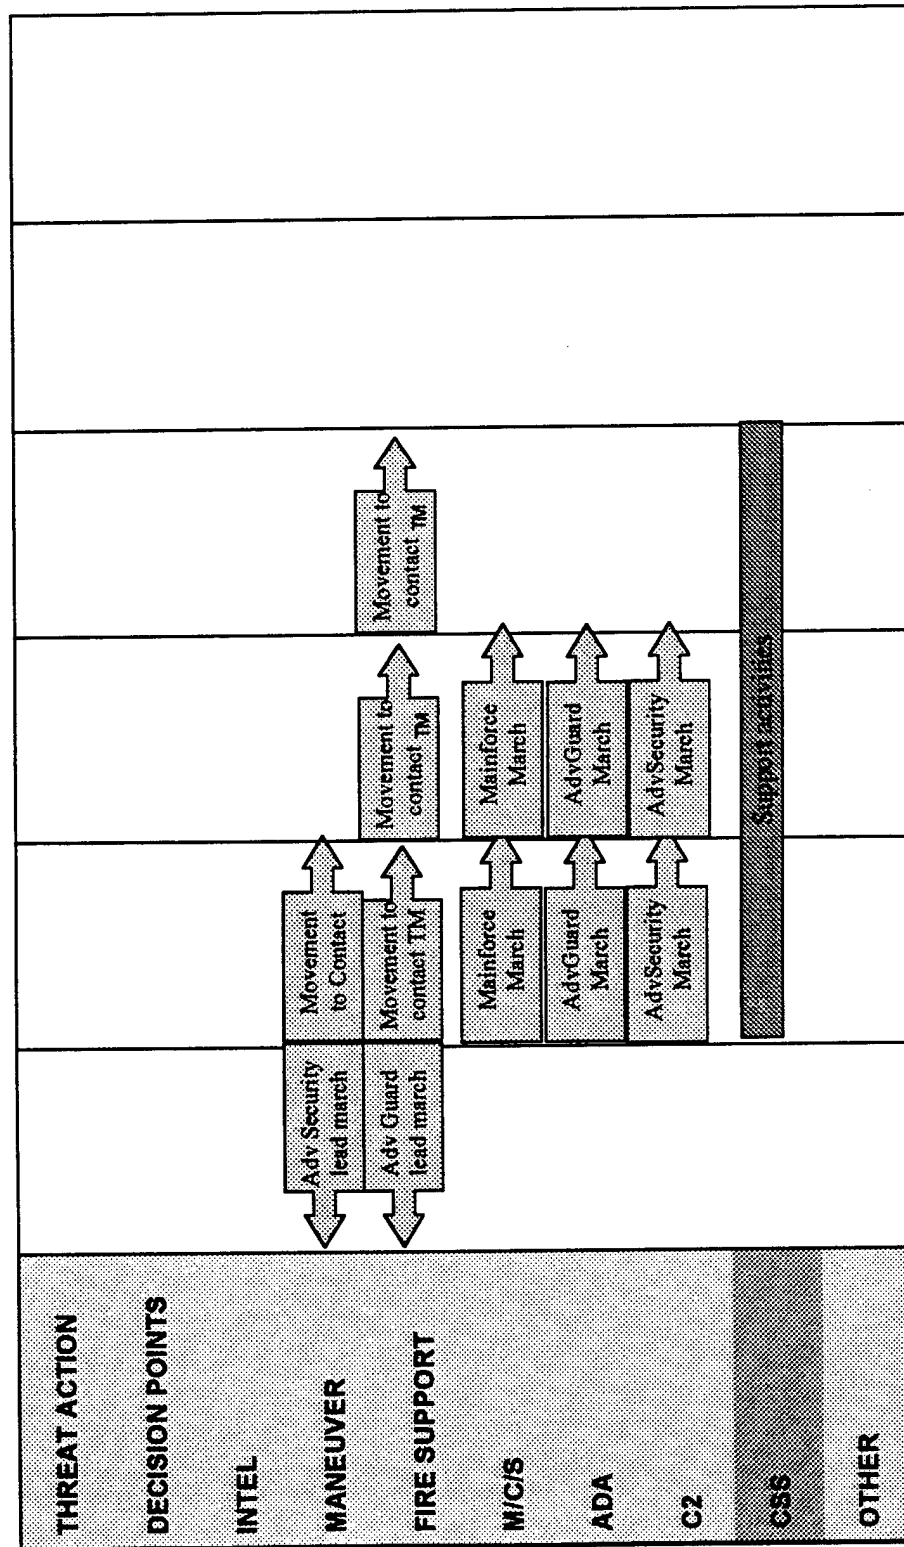 THREAT ACTION
DECISION POINTS
INTEL
MANEUVER
Adv Security
lead march
Movement
to Contact
FIRE SUPPORT
Adv Guard
lead march
Movement to
contact TM
Movement to
contact TM
Movement to
contact TM
M/C/S
Mainforce
March
Mainforce
March
ADA
AdvGuard
March
AdvGuard
March
C2
AdvSecurity
March
AdvSecurity
March
CSS
Support activities
OTHER